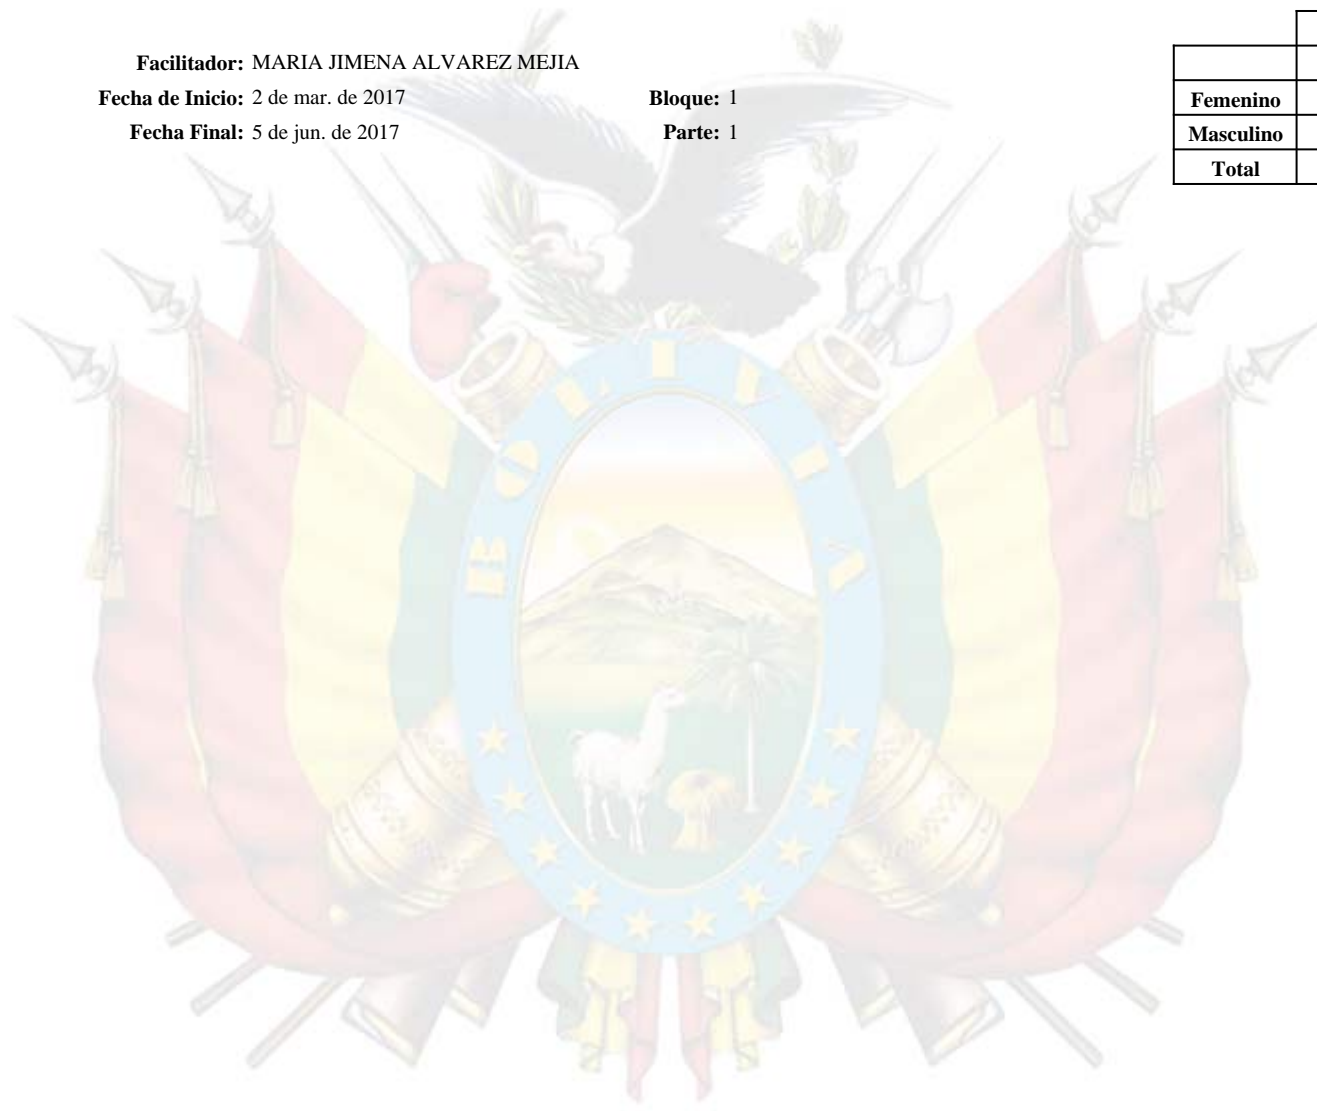 Facilitador: MARIA JIMENA ALVAREZ MEJIA
Fecha de Inicio: 2 de mar. de 2017 Bloque: 1
Fecha Final: 5 de jun. de 2017 Parte: 1
Femenino
Masculino
Total
BOLIVIA